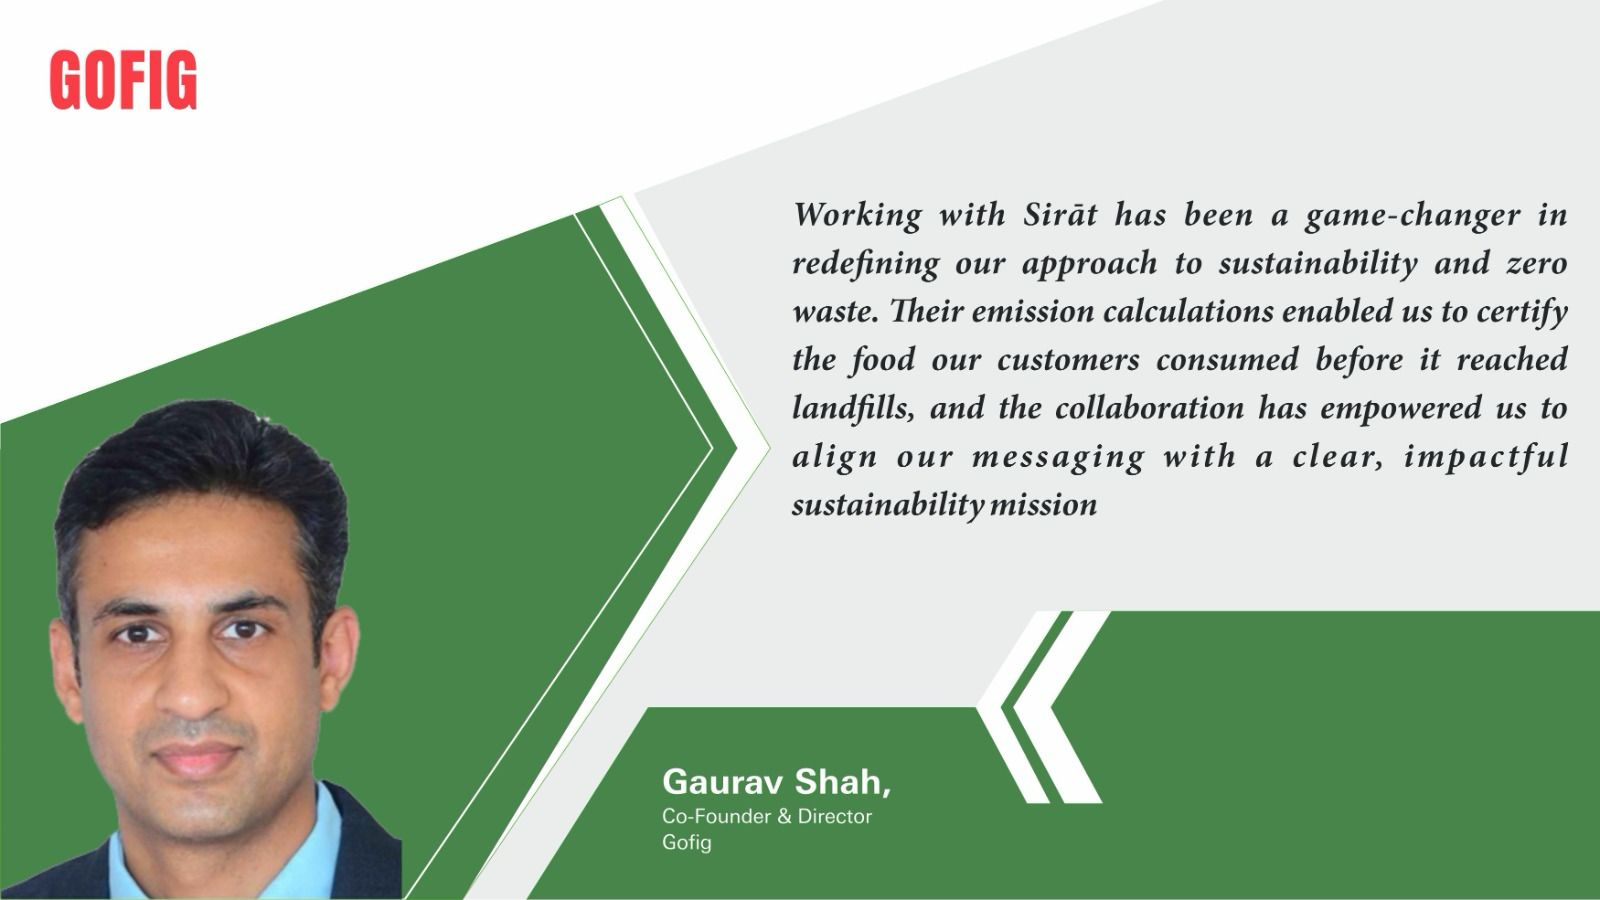 GOFIG
Working with Sirāt has been a game-changer in
redefining our approach to sustainability and zero
waste. Their emission calculations enabled us to certify
the food our customers consumed before it reached
landfills, and the collaboration has empowered us to
align our messaging with a clear, impactful
sustainability mission
Gaurav Shah,
Co-Founder & Director
Gofig